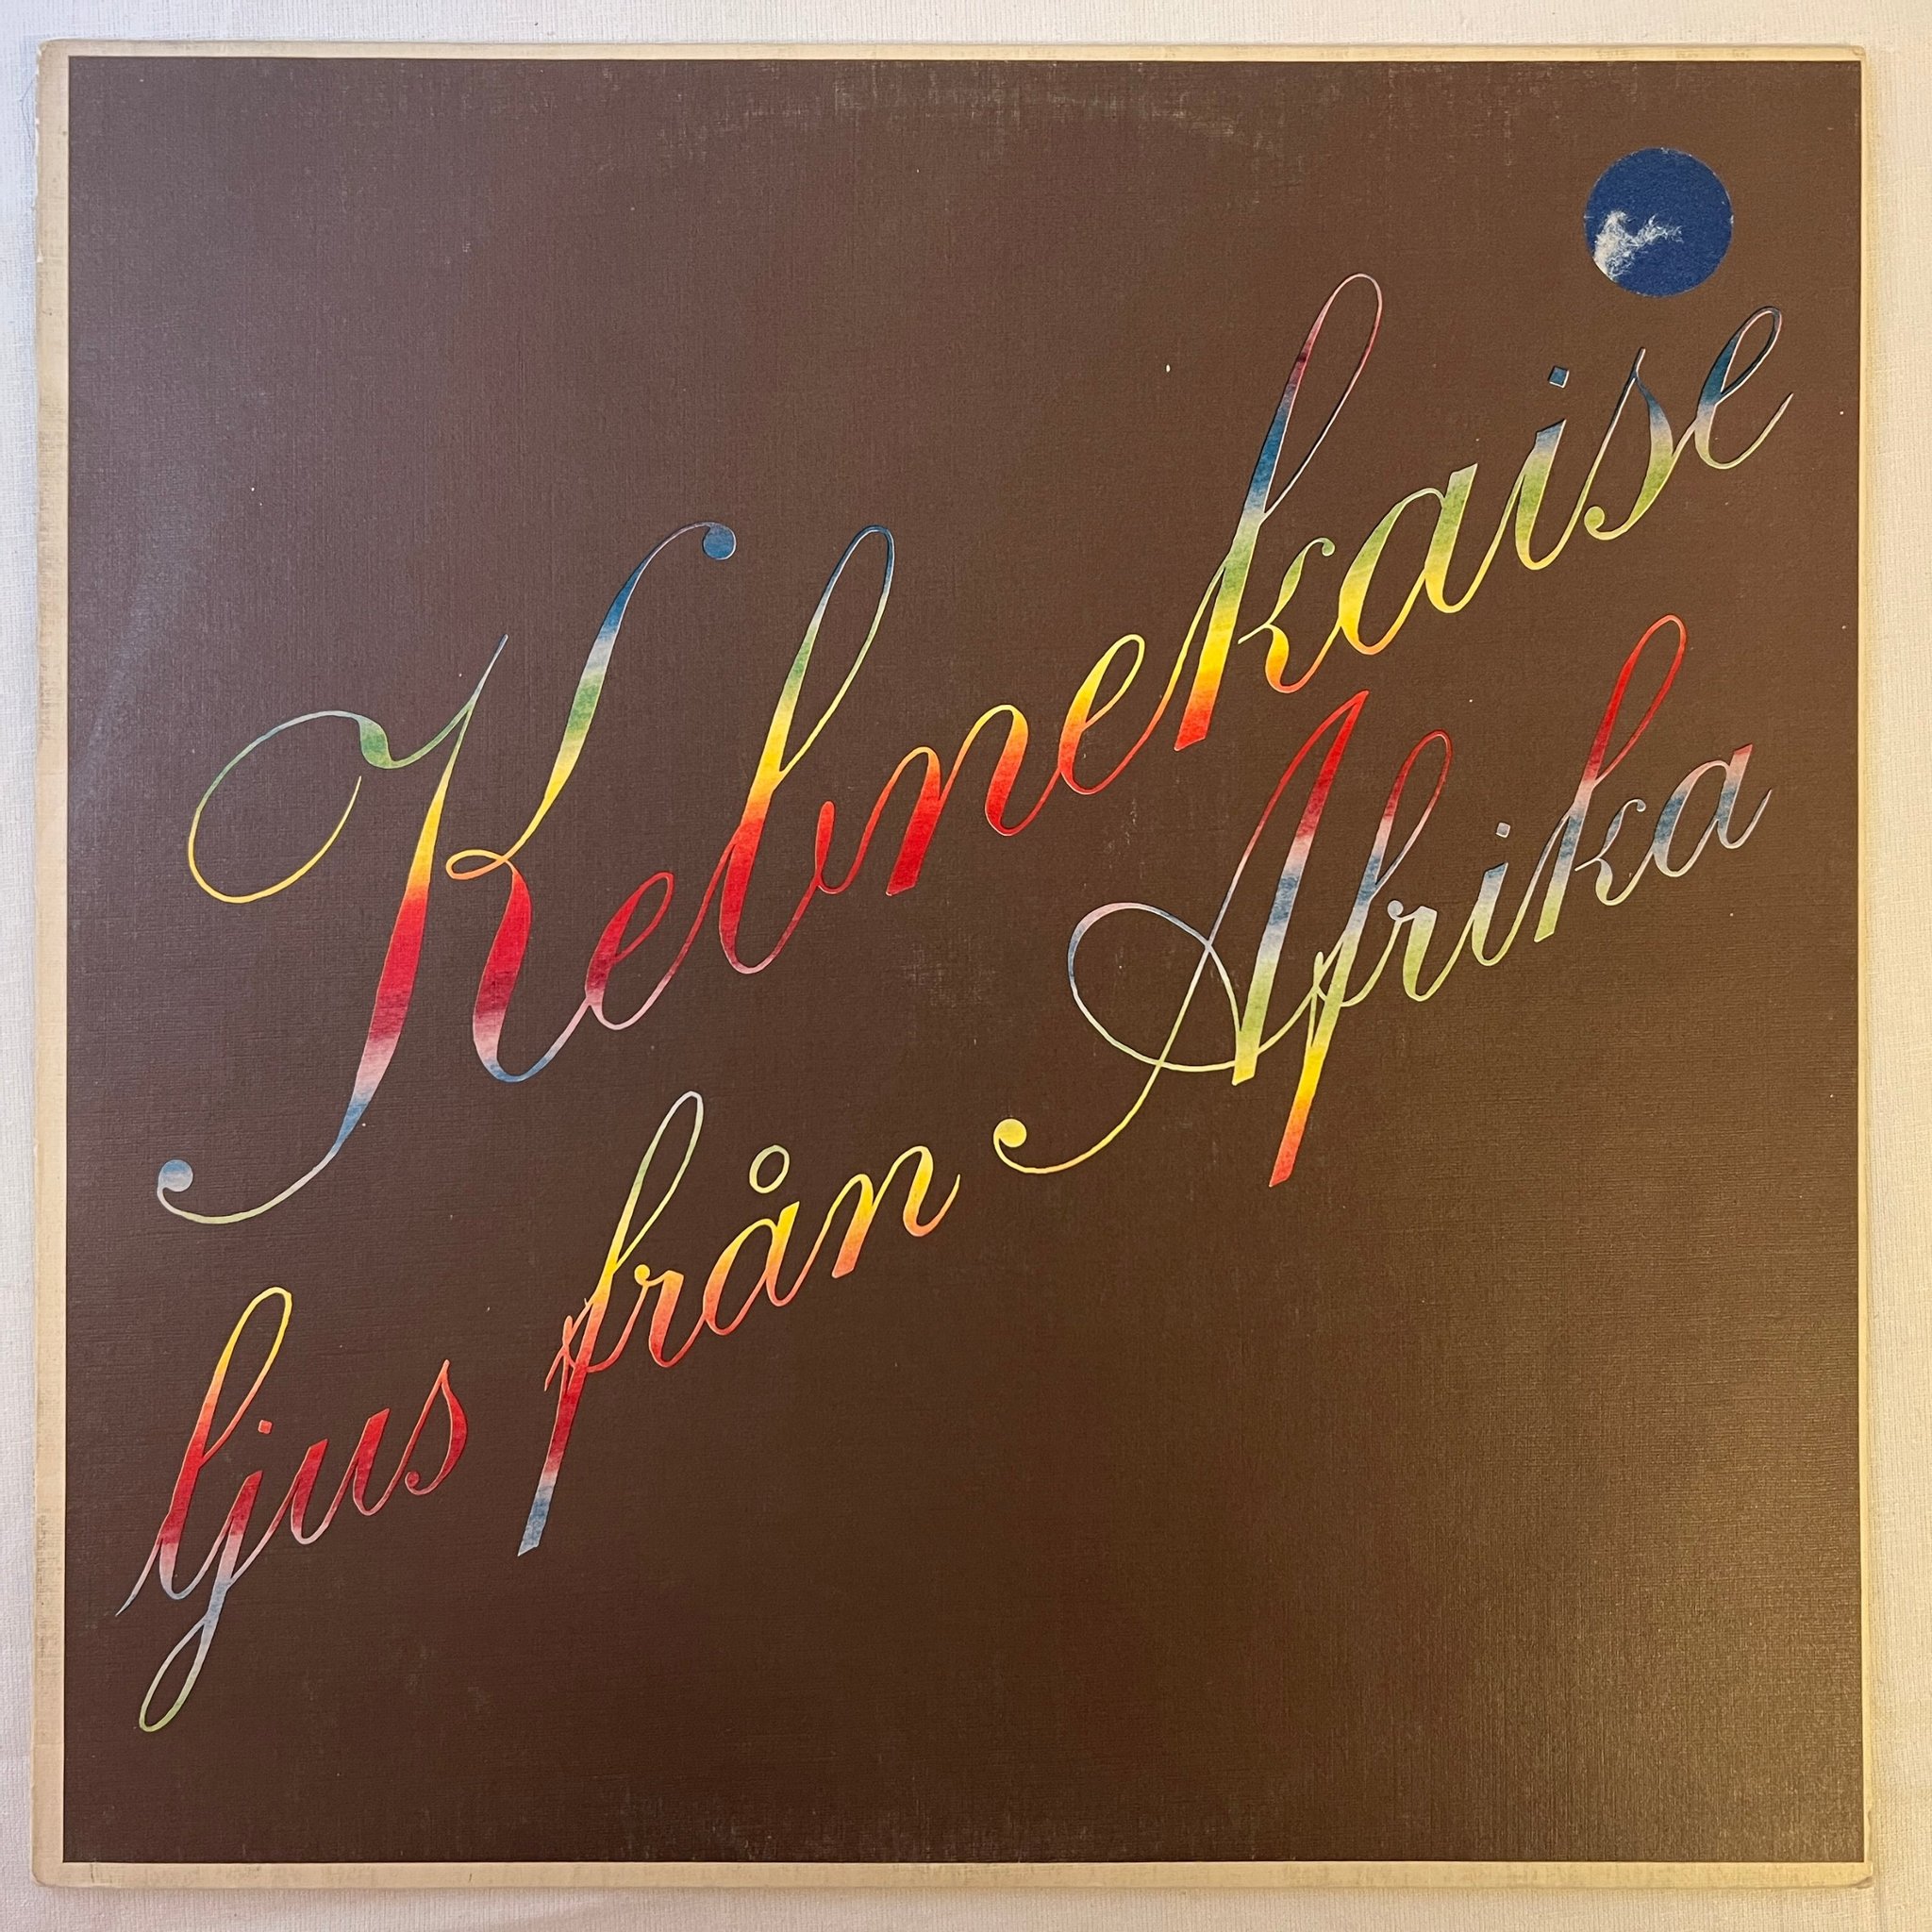 Kebnekaise
ljus från Afrika